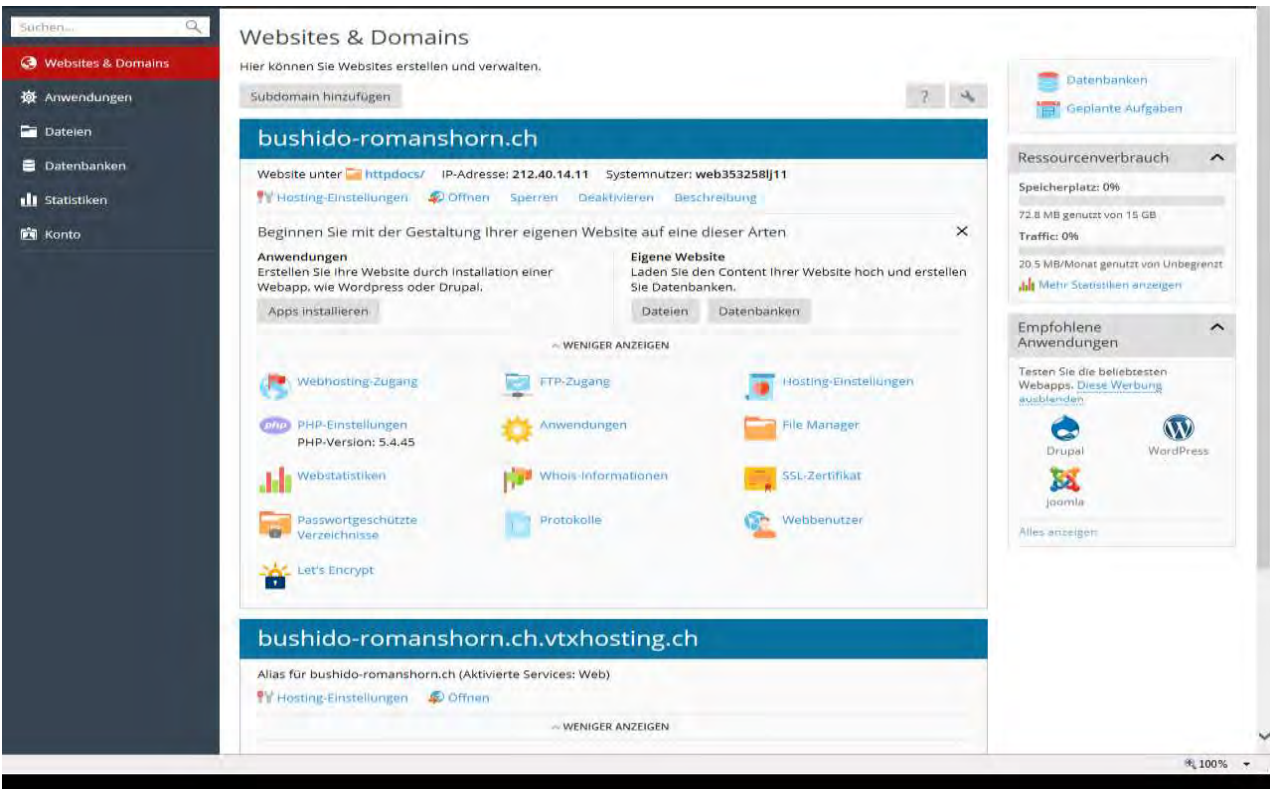 Suchen...
Websites & Domains
Anwendungen
Dateien
Datenbanken
Statistiken
Konto
Websites & Domains
Hier können Sie Websites erstellen und verwalten.
Subdomain hinzufügen
?
bushido-romanshorn.ch
Website unter httpdocs/ IP-Adresse: 212.40.14.11 Systemnutzer: web353258lj11
Hosting-Einstellungen Öffnen Sperren Deaktivieren Beschreibung
Beginnen Sie mit der Gestaltung Ihrer eigenen Website auf eine dieser Arten
Anwendungen
Erstellen Sie Ihre Website durch Installation einer
Webapp, wie Wordpress oder Drupal.
Apps installieren
Eigene Website
Laden Sie den Content Ihrer Website hoch und erstellen
Sie Datenbanken.
Dateien Datenbanken
WENIGER ANZEIGEN
Webhosting-Zugang FTP-Zugang Hosting-Einstellungen
php PHP-Einstellungen Anwendungen File Manager
PHP-Version: 5.4.45
Webstatistiken Whois-Informationen SSL-Zertifikat
Passwortgeschützte Protokolle Webbenutzer
Verzeichnisse
Let's Encrypt
bushido-romanshorn.ch.vtxhosting.ch
Alias für bushido-romanshorn.ch (Aktivierte Services: Web)
Hosting-Einstellungen Öffnen
WENIGER ANZEIGEN
Datenbanken
Geplante Aufgaben
Ressourcenverbrauch
Speicherplatz: 0%
72.8 MB genutzt von 15 GB
Traffic: 0%
20.5 MB/Monat genutzt von Unbegrenzt
Mehr Statistiken anzeigen
Empfohlene
Anwendungen
Testen Sie die beliebtesten
Webapps. Diese Werbung
ausblenden
Drupal WordPress
Joomla
Alles anzeigen
100%